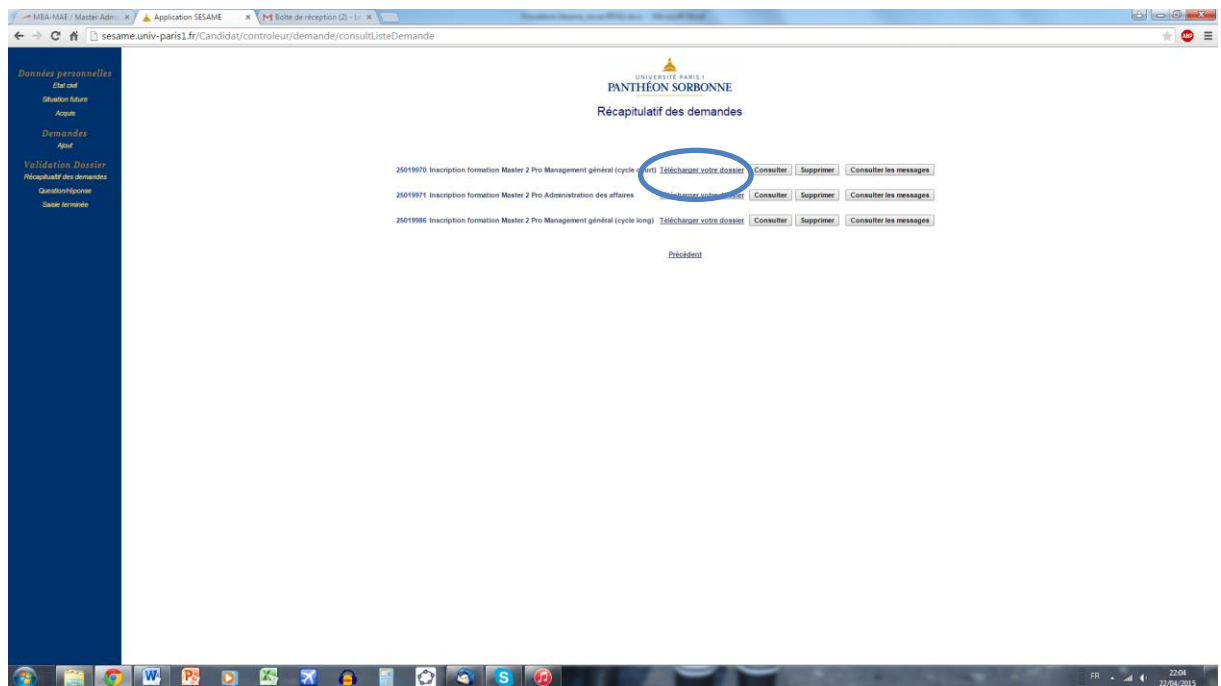 MBA-MAE / Master Admi
Application SESAME
Boîte de réception (2) - b
sesame.univ-paris1.fr/Candidat/controleur/demande/consultListeDemande
ABP
Données personnelles
Etat civil
Situation future
Acquis
Demandes
Ajout
Validation Dossier
Récapitulatif des demandes
Question/réponse
Saisie terminée
UNIVERSITÉ PARIS 1
PANTHÉON SORBONNE
Récapitulatif des demandes
25019970 Inscription formation Master 2 Pro Management général (cycle court) Télécharger votre dossier Consulter Supprimer Consulter les messages
25019971 Inscription formation Master 2 Pro Administration des affaires Télécharger votre dossier Consulter Supprimer Consulter les messages
25019986 Inscription formation Master 2 Pro Management général (cycle long) Télécharger votre dossier Consulter Supprimer Consulter les messages
Précédent
FR
22:04
22/04/2015